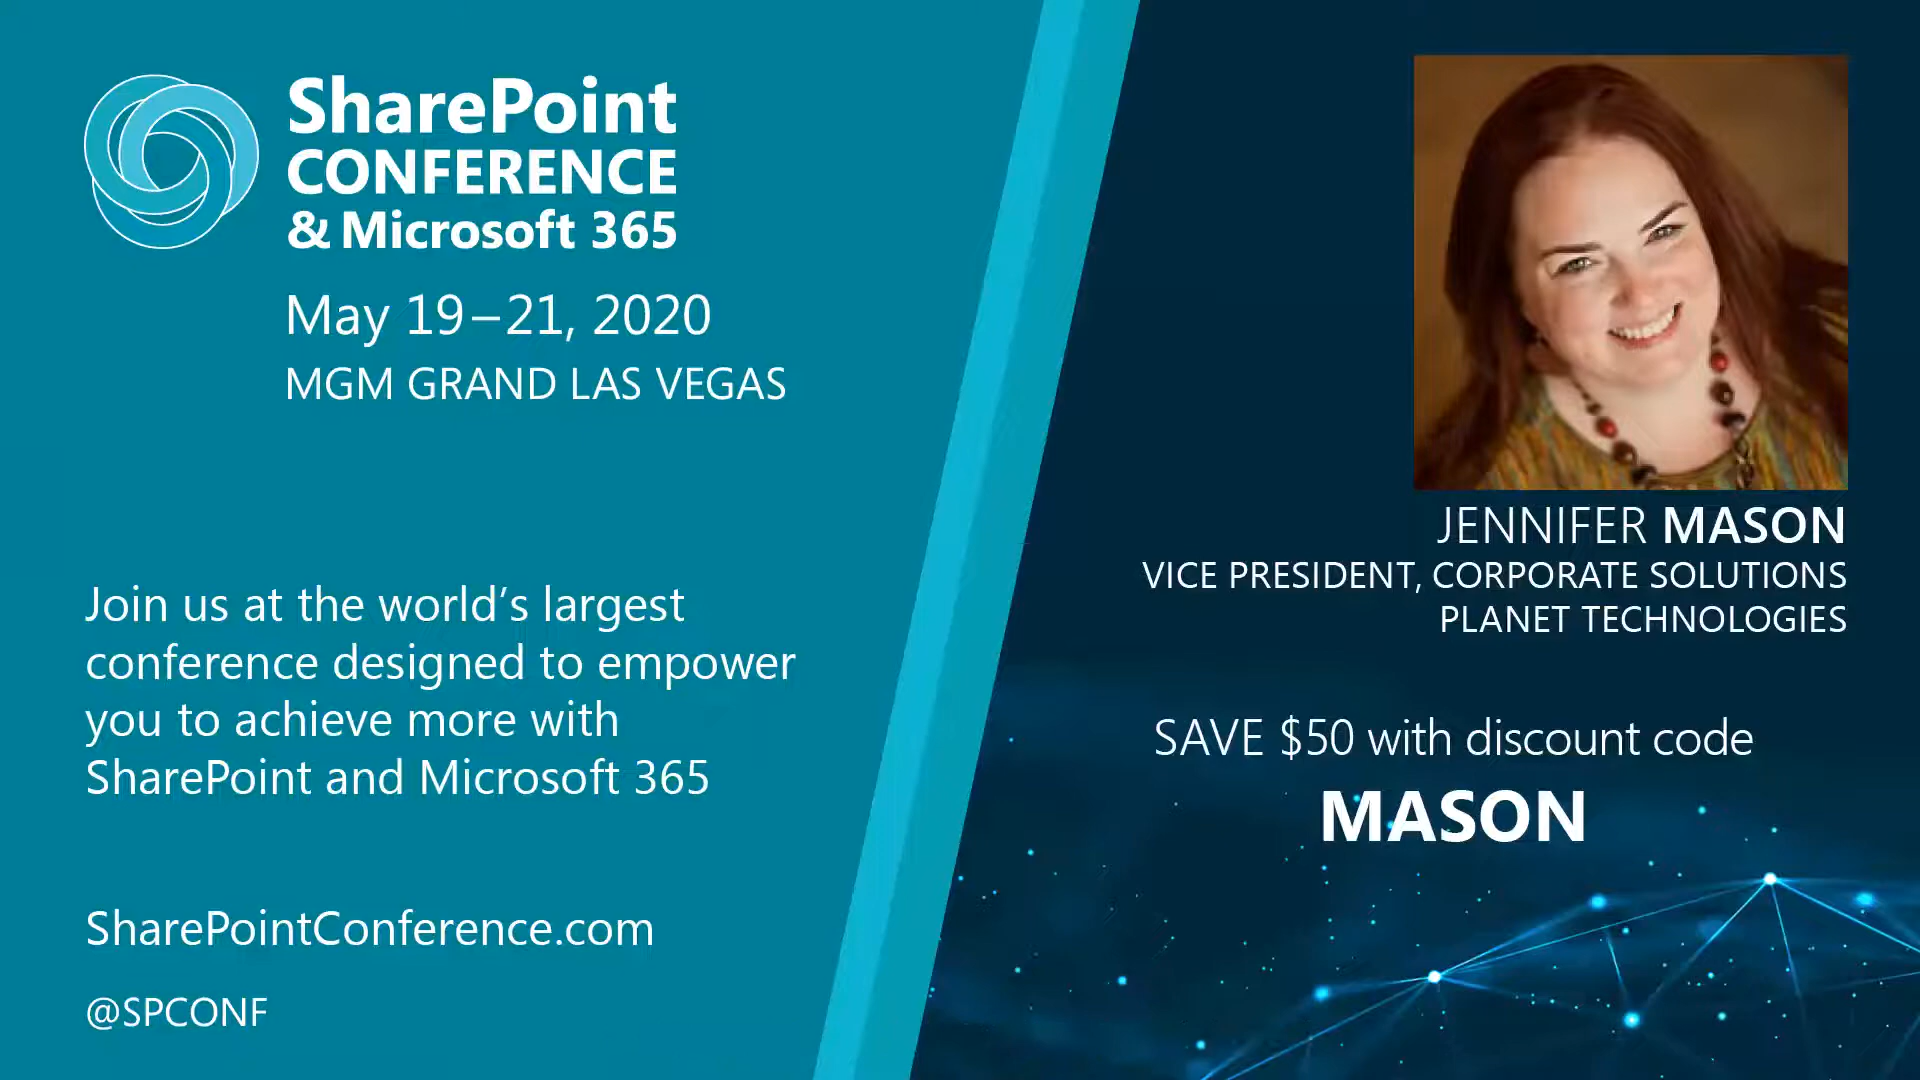 SharePoint
CONFERENCE
& Microsoft 365
May 19–21, 2020
MGM GRAND LAS VEGAS
Join us at the world’s largest
conference designed to empower
you to achieve more with
SharePoint and Microsoft 365
SharePointConference.com
@SPCONF
JENNIFER MASON
VICE PRESIDENT, CORPORATE SOLUTIONS
PLANET TECHNOLOGIES
SAVE $50 with discount code
MASON